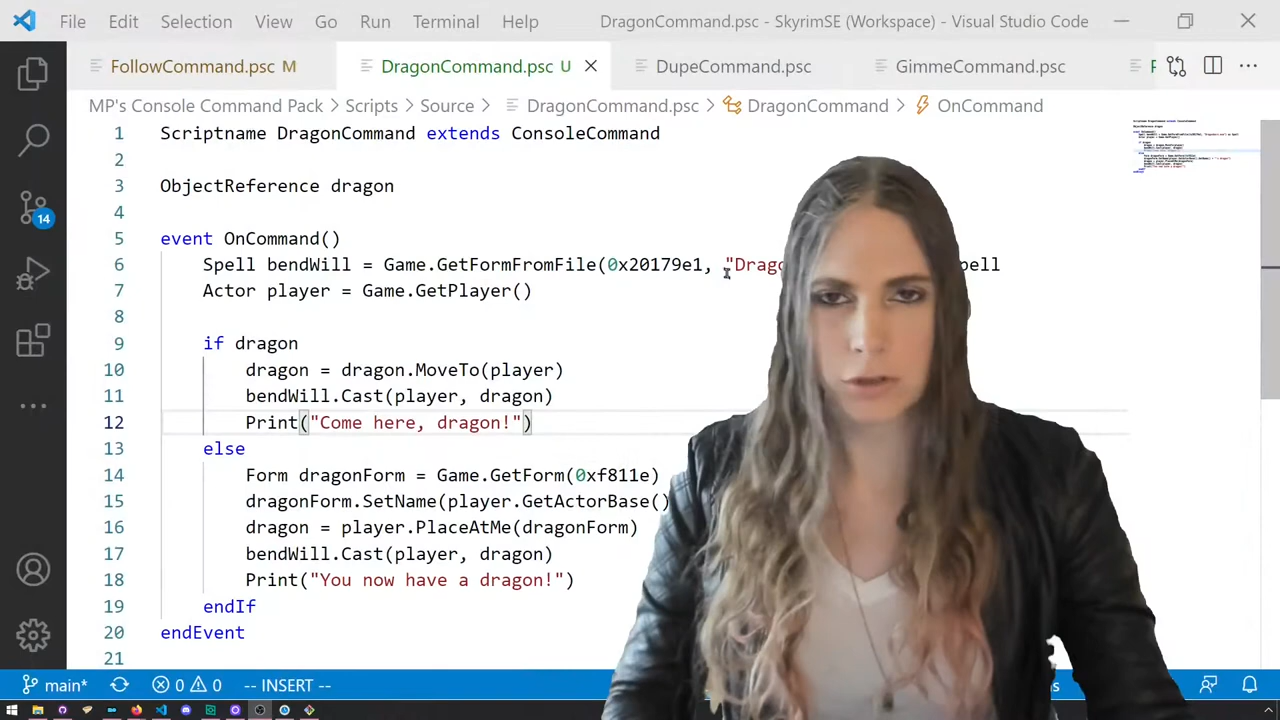 File Edit Selection View Go Run Terminal Help DragonCommand.psc - SkyrimSE (Workspace) - Visual Studio Code
FollowCommand.psc M DragonCommand.psc U DupeCommand.psc GimmeCommand.psc
MP's Console Command Pack > Scripts > Source > DragonCommand.psc > DragonCommand > OnCommand
1 Scriptname DragonCommand extends ConsoleCommand
2
3 ObjectReference dragon
4
5 event OnCommand()
6 Spell bendWill = Game.GetFormFromFile(0x20179e1, "Drago
7 Actor player = Game.GetPlayer()
8
9 if dragon
10 dragon = dragon.MoveTo(player)
11 bendWill.Cast(player, dragon)
12 Print("Come here, dragon!")
13 else
14 Form dragonForm = Game.GetForm(0xf811e)
15 dragonForm.SetName(player.GetActorBase()
16 dragon = player.PlaceAtMe(dragonForm)
17 bendWill.Cast(player, dragon)
18 Print("You now have a dragon!")
19 endIf
20 endEvent
21
14
main* 0 0 -- INSERT --